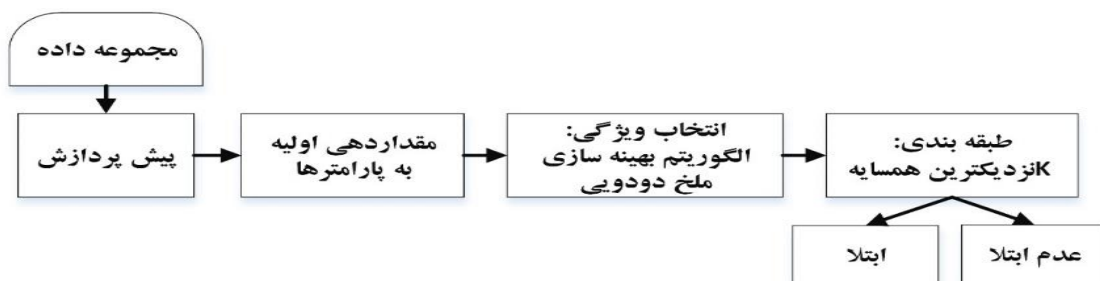 مجموعه داده
پیش پردازش
مقداردهی اولیه
به پارامترها
انتخاب ویژگی:
الگوریتم بهینه سازی
ملخ دودویی
طبقه بندی:
Kنزدیکترین همسایه
ابتلا
عدم ابتلا